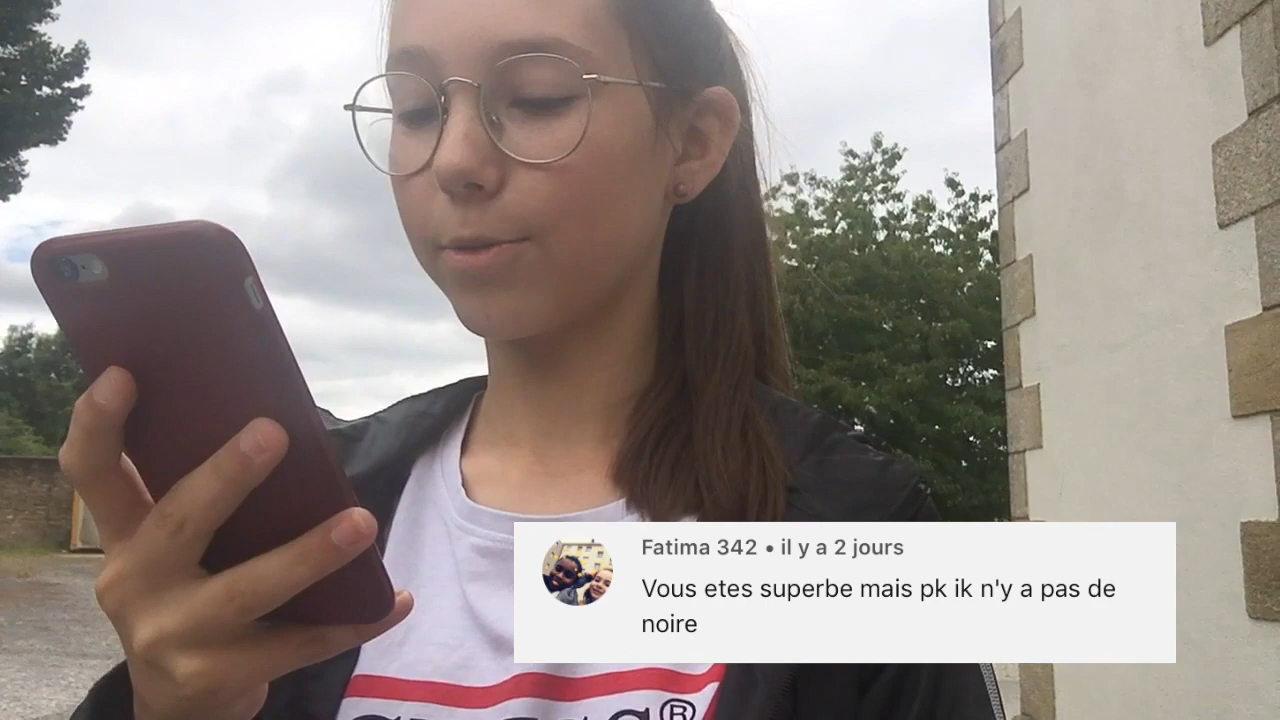 Fatima 342 • il y a 2 jours
Vous etes superbe mais pk ik n'y a pas de
noire